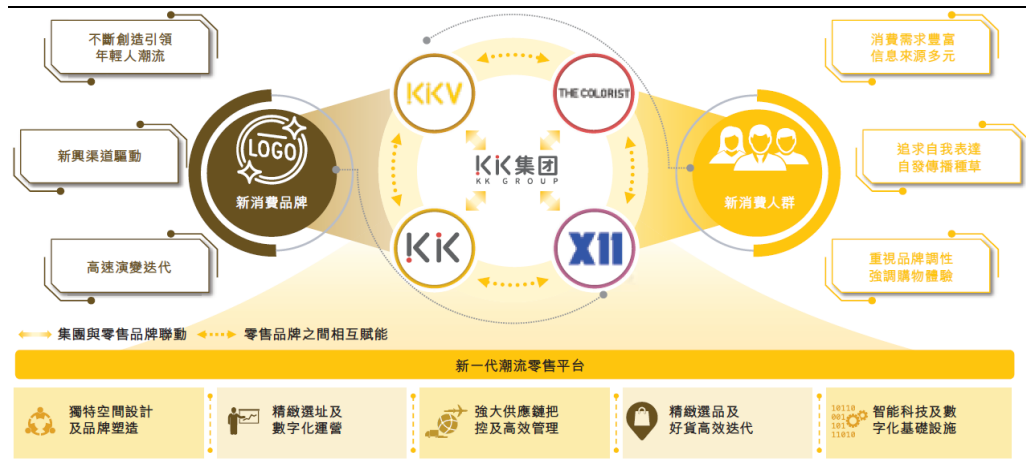 不斷創造引領
年輕人潮流
新興渠道驅動
高速演變迭代
LOGO
新消費品牌
KKV
THE COLORIST
KK集団
KK GROUP
KK
XII
新消費人群
消費需求豐富
信息來源多元
追求自我表達
自發傳播種草
重視品牌調性
強調購物體驗
集團與零售品牌聯動
零售品牌之間相互賦能
新一代潮流零售平台
獨特空間設計
及品牌塑造
精緻選址及
數字化運營
強大供應鏈把
控及高效管理
精緻選品及
好貨高效迭代
10110
001
101
11010
智能科技及數
字化基礎設施